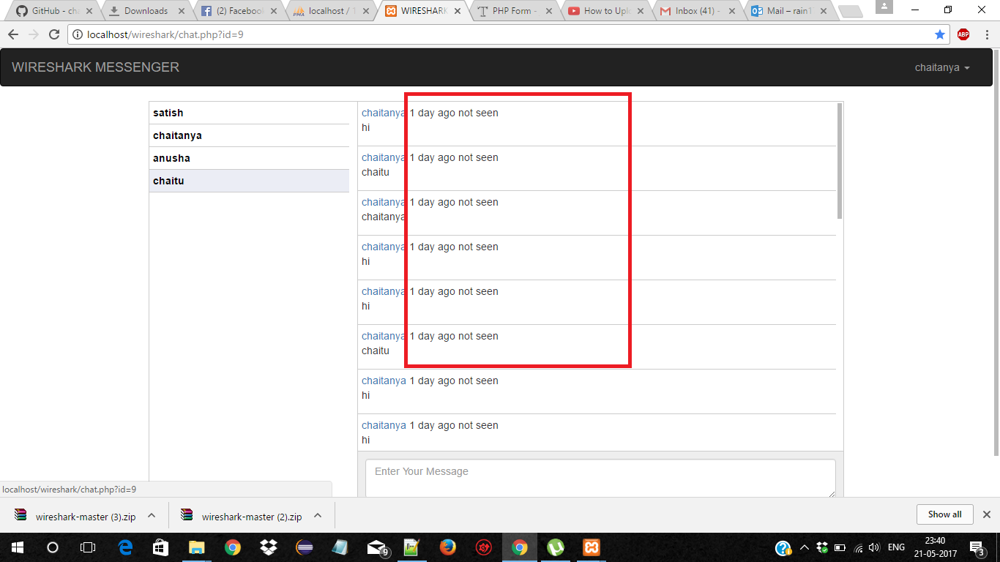 GitHub - cha
Downloads
(2) Facebook
localhost / 1
WIRESHARK
PHP Form -
How to Uplo
Inbox (41) -
Mail – rain1
localhost/wireshark/chat.php?id=9
ABP
WIRESHARK MESSENGER
chaitanya
satish
chaitanya
anusha
chaitu
chaitanya 1 day ago not seen
hi
chaitanya 1 day ago not seen
chaitu
chaitanya 1 day ago not seen
chaitanya
chaitanya 1 day ago not seen
hi
chaitanya 1 day ago not seen
hi
chaitanya 1 day ago not seen
chaitu
chaitanya 1 day ago not seen
hi
chaitanya 1 day ago not seen
hi
Enter Your Message
localhost/wireshark/chat.php?id=9
wireshark-master (3).zip
wireshark-master (2).zip
Show all
9
ENG
23:40
21-05-2017
3